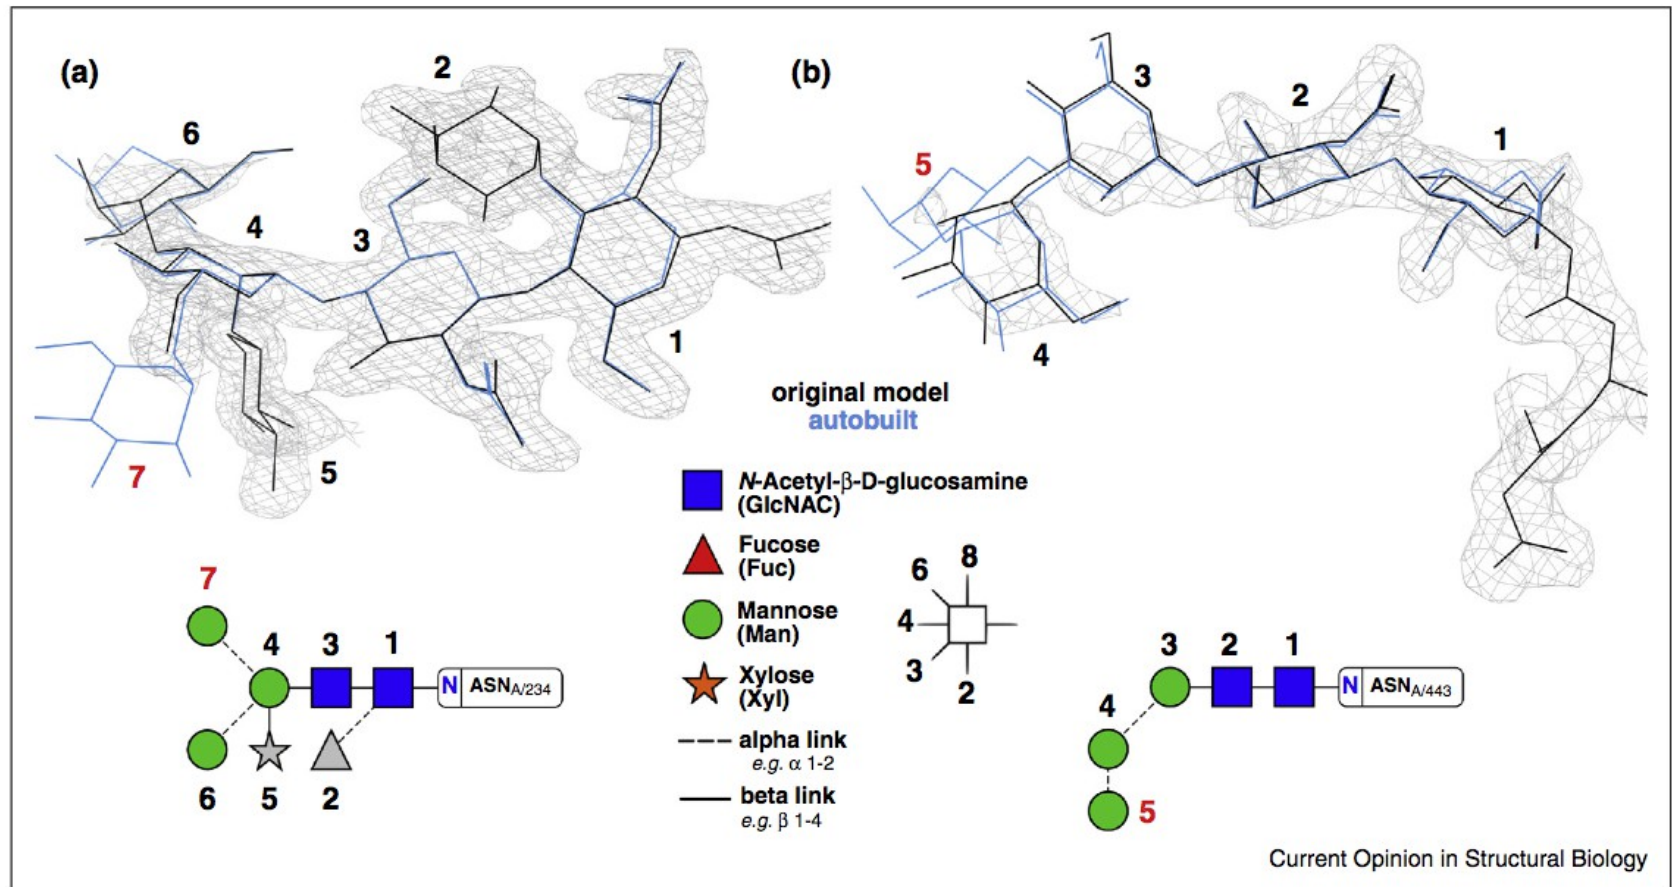 (a)
2
(b)
3
2
1
6
5
4
3
1
4
original model
autobuilt
7
5
N-Acetyl-β-D-glucosamine
(GlcNAC)
Fucose
(Fuc)
Mannose
(Man)
Xylose
(Xyl)
alpha link
e.g. α 1-2
beta link
e.g. β 1-4
8
6
4
3
2
7
4 3 1
N ASN A/234
6 5 2
3 2 1
N ASN A/443
4
5
Current Opinion in Structural Biology